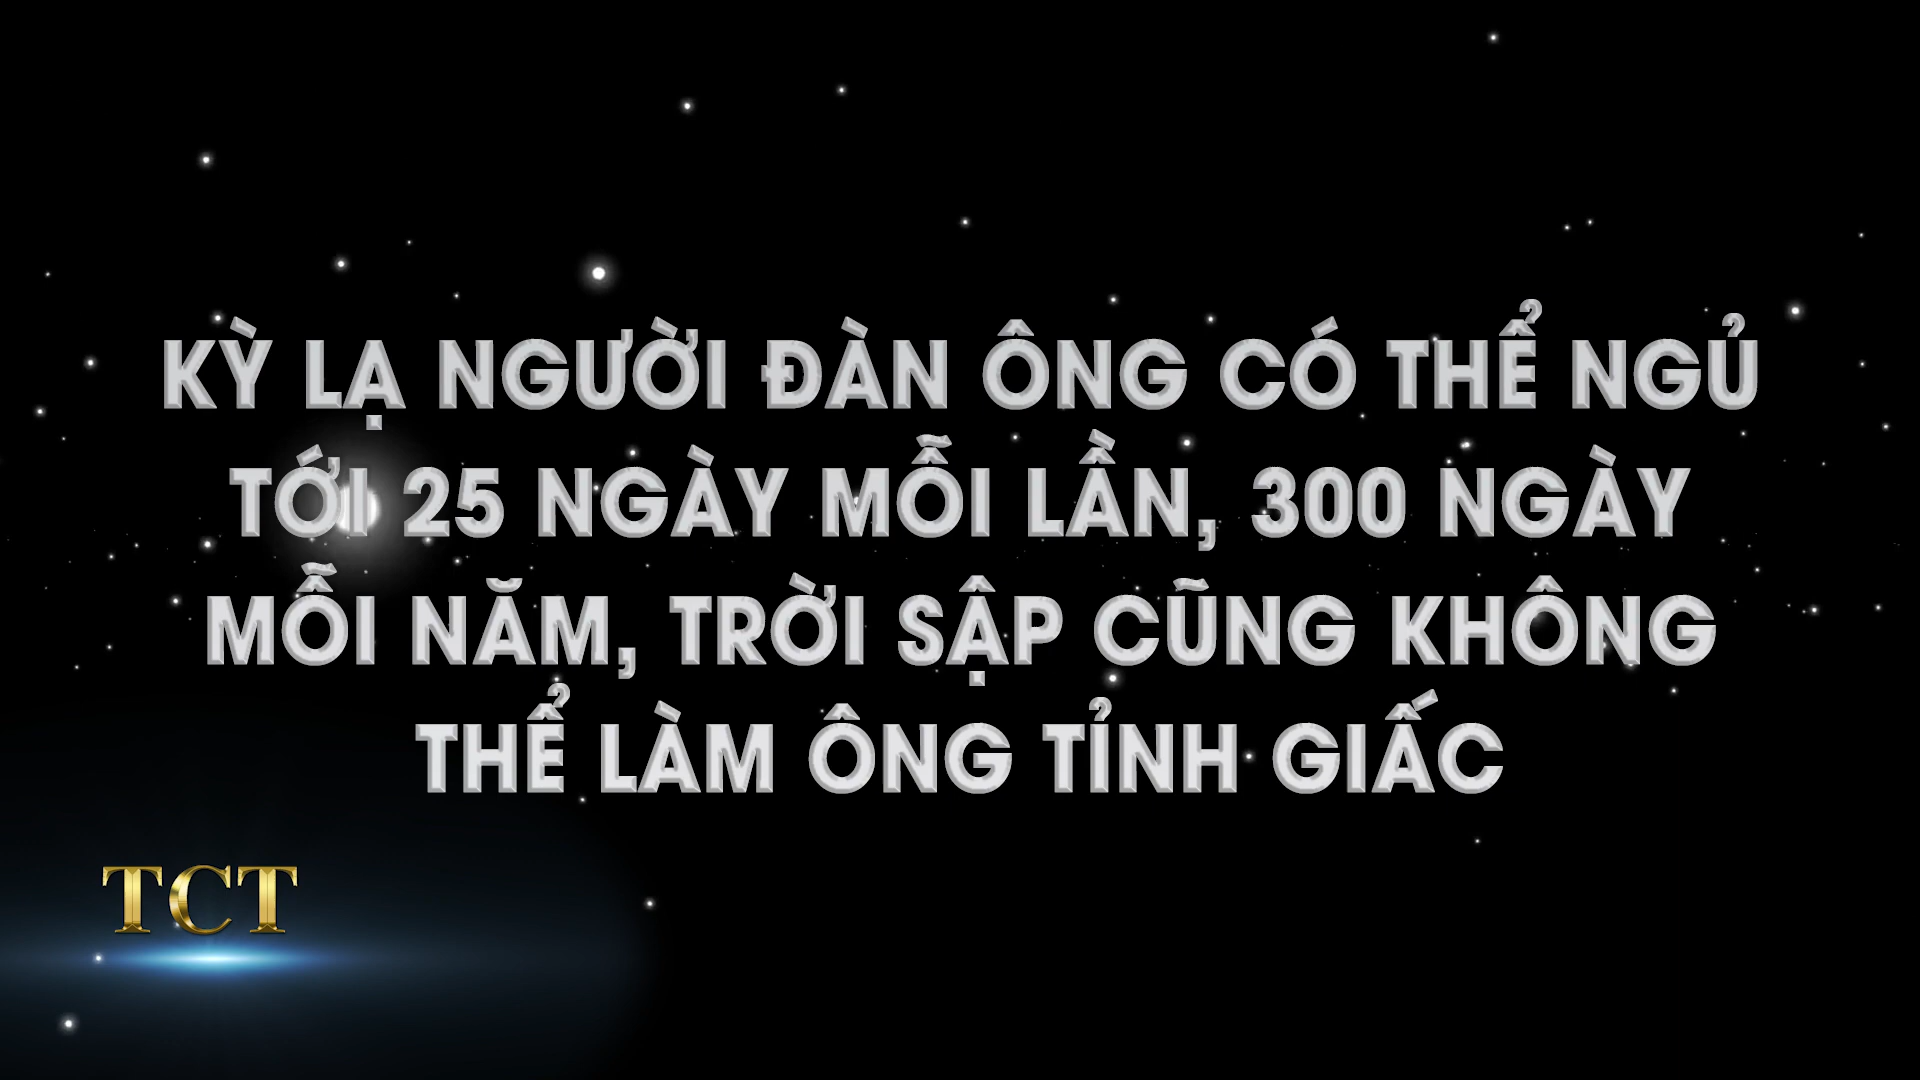 KỲ LẠ NGƯỜI ĐÀN ÔNG CÓ THỂ NGỦ
TỚI 25 NGÀY MỖI LẦN, 300 NGÀY
MỖI NĂM, TRỜI SẬP CŨNG KHÔNG
THỂ LÀM ÔNG TỈNH GIẤC
TCT